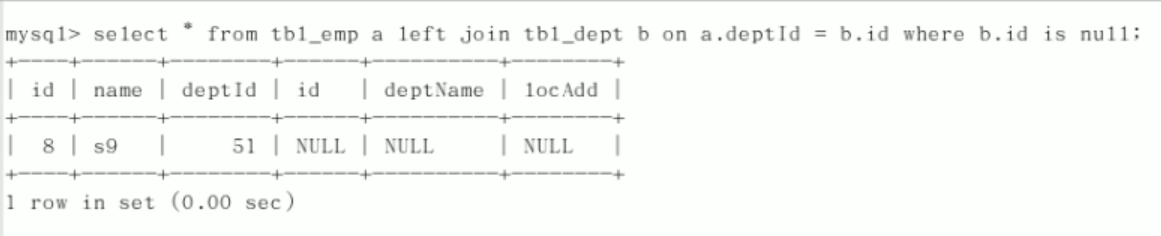 mysql> select * from tbl_emp a left join tbl_dept b on a.deptId = b.id where b.id is null;
+----+------+--------+------+----------+--------+
| id | name | deptId | id   | deptName | locAdd |
+----+------+--------+------+----------+--------+
|  8 | s9   |     51 | NULL | NULL     | NULL   |
+----+------+--------+------+----------+--------+
1 row in set (0.00 sec)